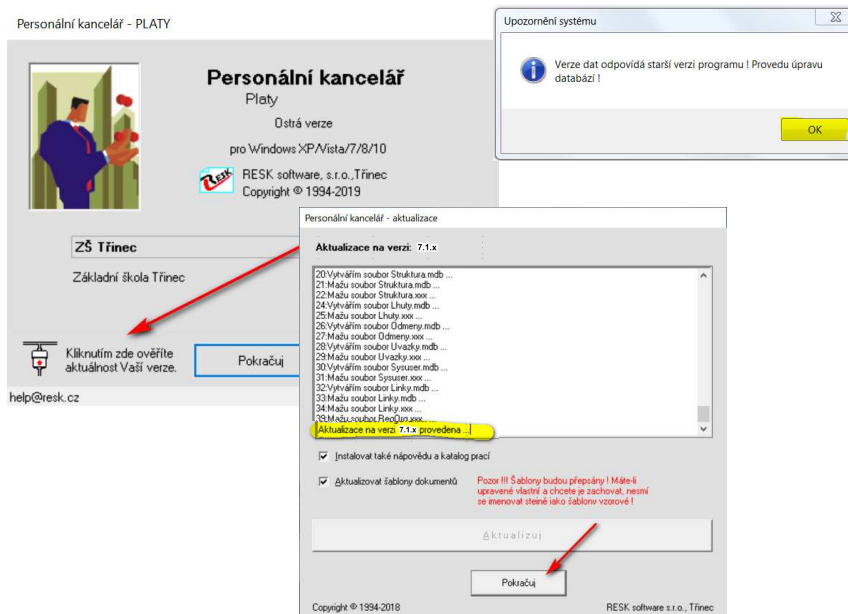 Personální kancelář - PLATY
Personální kancelář
Platy
Ostrá verze
pro Windows XP/Vista/7/8/10
RESK
RESK software, s.r.o.,Třinec
Copyright © 1994-2019
ZŠ Třinec
Základní škola Třinec
Kliknutím zde ověříte
aktuálnost Vaší verze.
Pokračuj
help@resk.cz
Upozornění systému
Verze dat odpovídá starší verzi programu ! Provedu úpravu
databází !
OK
Personální kancelář - aktualizace
Aktualizace na verzi: 7.1.x
20:Vytvářím soubor Struktura.mdb ...
21:Mažu soubor Struktura.mdb ...
22:Mažu soubor Struktura.xxx ...
24:Vytvářím soubor Lhuty.mdb ...
25:Mažu soubor Lhuty.xxx ...
26:Vytvářím soubor Odmeny.mdb ...
27:Mažu soubor Odmeny.xxx ...
28:Vytvářím soubor Uvazky.mdb ...
29:Mažu soubor Uvazky.xxx ...
30:Vytvářím soubor Sysuser.mdb ...
31:Mažu soubor Sysuser.xxx ...
32:Vytvářím soubor Linky.mdb ...
33:Mažu soubor Linky.mdb ...
34:Mažu soubor Linky.xxx ...
39:Mažu soubor RegOrg.xxx ...
Aktualizace na verzi 7.1.x provedena ...
Instalovat také nápovědu a katalog prací
Aktualizovat šablony dokumentů
Pozor !!! Šablony budou přepsány ! Máte-li
upravené vlastní a chcete je zachovat, nesmí
se jmenovat stejně jako šablony vzorové !
Aktualizuj
Pokračuj
Copyright © 1994-2018
RESK software s.r.o., Třinec